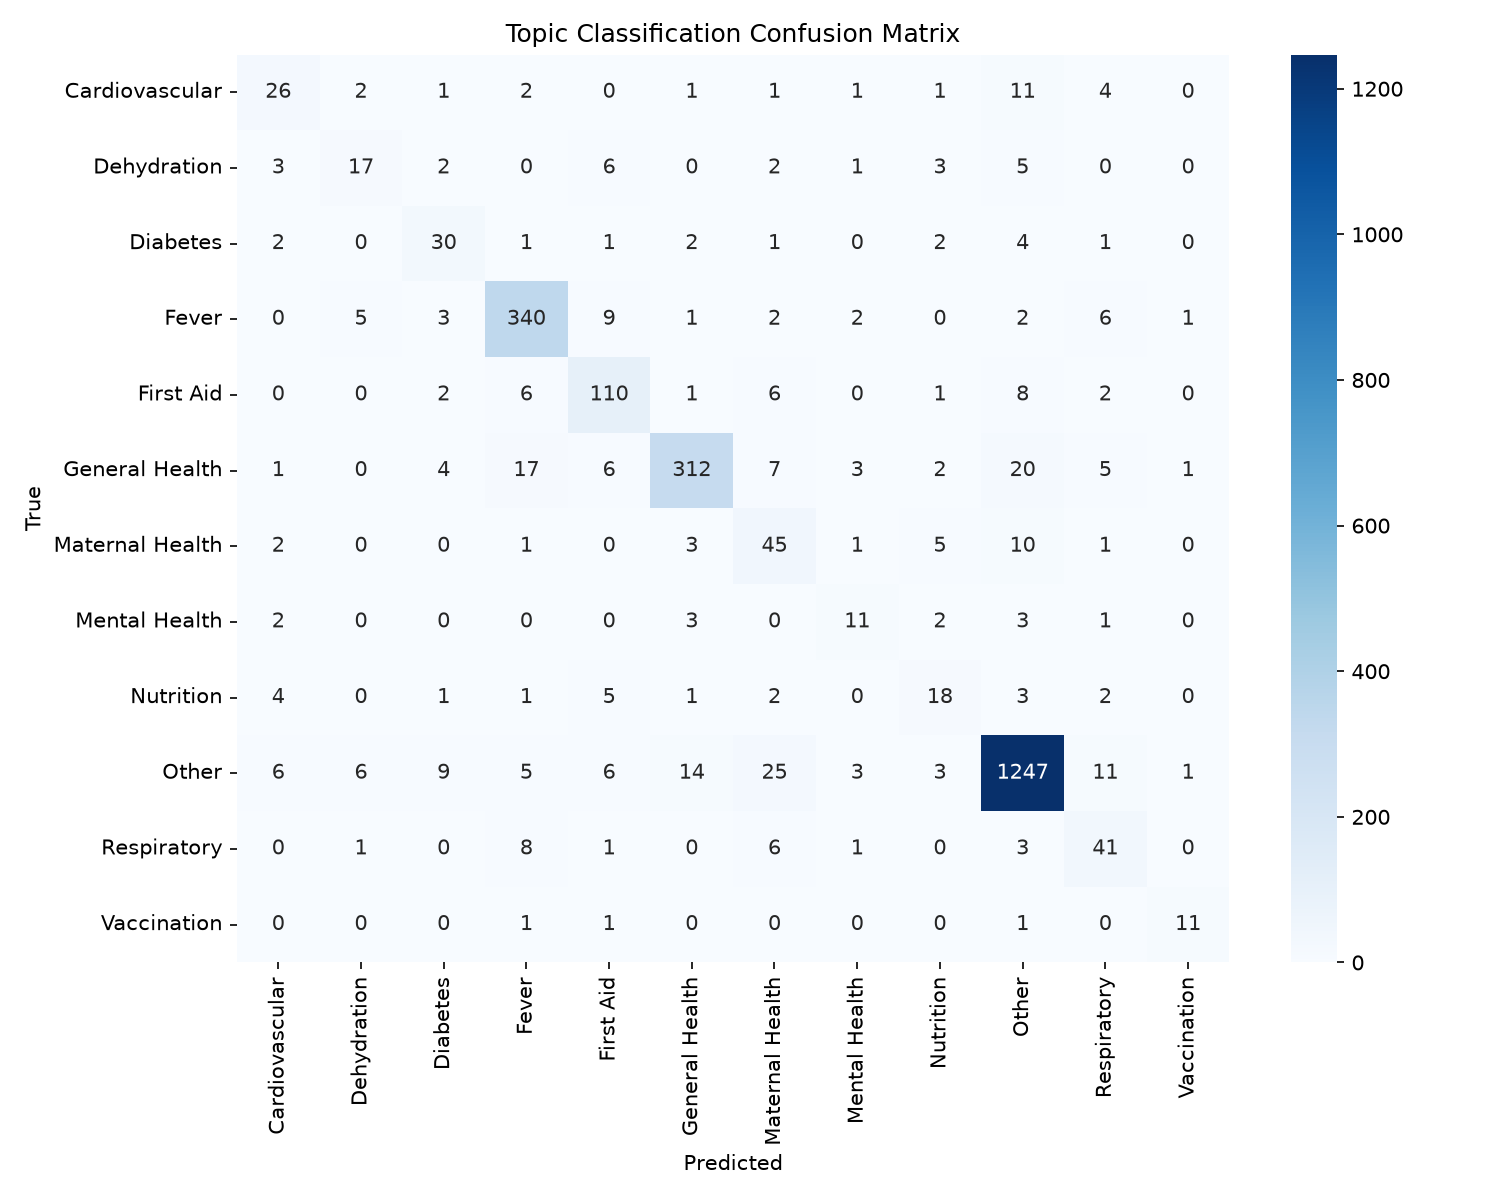 Topic Classification Confusion Matrix
True
Cardiovascular 26 2 1 2 0 1 1 1 1 11 4 0
Dehydration 3 17 2 0 6 0 2 1 3 5 0 0
Diabetes 2 0 30 1 1 2 1 0 2 4 1 0
Fever 0 5 3 340 9 1 2 2 0 2 6 1
First Aid 0 0 2 6 110 1 6 0 1 8 2 0
General Health 1 0 4 17 6 312 7 3 2 20 5 1
Maternal Health 2 0 0 1 0 3 45 1 5 10 1 0
Mental Health 2 0 0 0 0 3 0 11 2 3 1 0
Nutrition 4 0 1 1 5 1 2 0 18 3 2 0
Other 6 6 9 5 6 14 25 3 3 1247 11 1
Respiratory 0 1 0 8 1 0 6 1 0 3 41 0
Vaccination 0 0 0 1 1 0 0 0 0 1 0 11
Cardiovascular
Dehydration
Diabetes
Fever
First Aid
General Health
Maternal Health
Mental Health
Nutrition
Other
Respiratory
Vaccination
Predicted
1200
1000
800
600
400
200
0